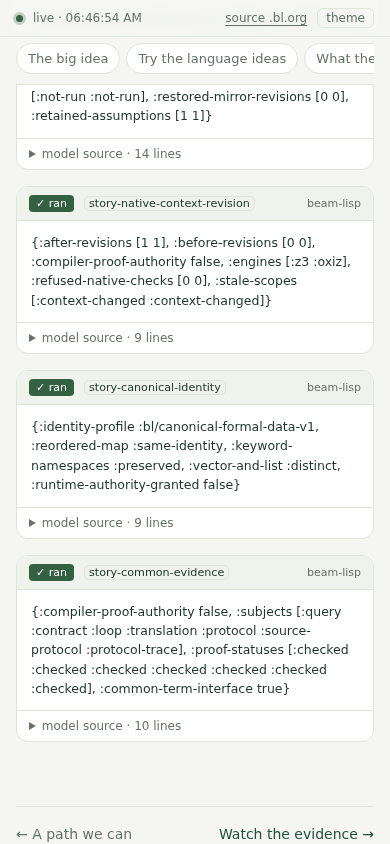 live · 06:46:54 AM
source .bl.org
theme
The big idea
Try the language ideas
What the
[:not-run :not-run], :restored-mirror-revisions [0 0],
:retained-assumptions [1 1]}
▶ model source · 14 lines
✓ ran
story-native-context-revision
beam-lisp
{:after-revisions [1 1], :before-revisions [0 0],
:compiler-proof-authority false, :engines [:z3 :oxiz],
:refused-native-checks [0 0], :stale-scopes
[:context-changed :context-changed]}
▶ model source · 9 lines
✓ ran
story-canonical-identity
beam-lisp
{:identity-profile :bl/canonical-formal-data-v1,
:reordered-map :same-identity, :keyword-
namespaces :preserved, :vector-and-list :distinct,
:runtime-authority-granted false}
▶ model source · 9 lines
✓ ran
story-common-evidence
beam-lisp
{:compiler-proof-authority false, :subjects [:query
:contract :loop :translation :protocol :source-
protocol :protocol-trace], :proof-statuses [:checked
:checked :checked :checked :checked :checked
:checked], :common-term-interface true}
▶ model source · 10 lines
← A path we can
Watch the evidence →